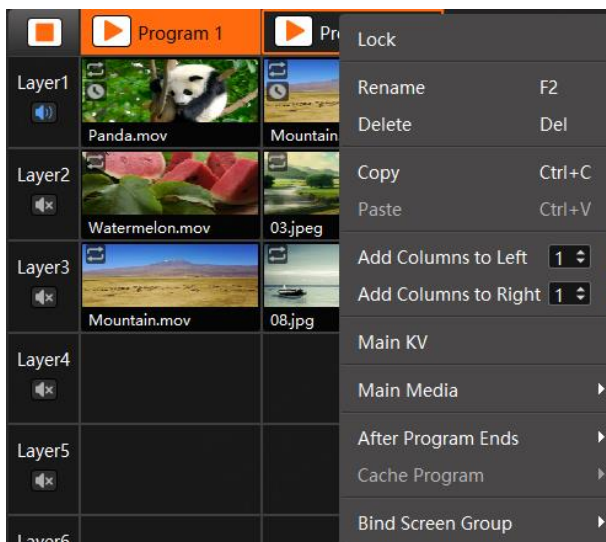 Program 1
Pr
Lock
Layer1
Rename F2
Panda.mov
Mountain
Delete Del
Layer2
Copy Ctrl+C
Paste Ctrl+V
Watermelon.mov
03.jpeg
Layer3
Add Columns to Left 1
Add Columns to Right 1
Mountain.mov
08.jpg
Main KV
Layer4
Main Media
Layer5
After Program Ends
Cache Program
Bind Screen Group
Layer6